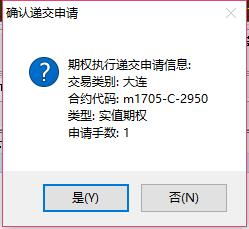 确认递交申请
期权执行递交申请信息:
交易类别: 大连
合约代码: m1705-C-2950
类型: 实值期权
申请手数: 1
是(Y)
否(N)